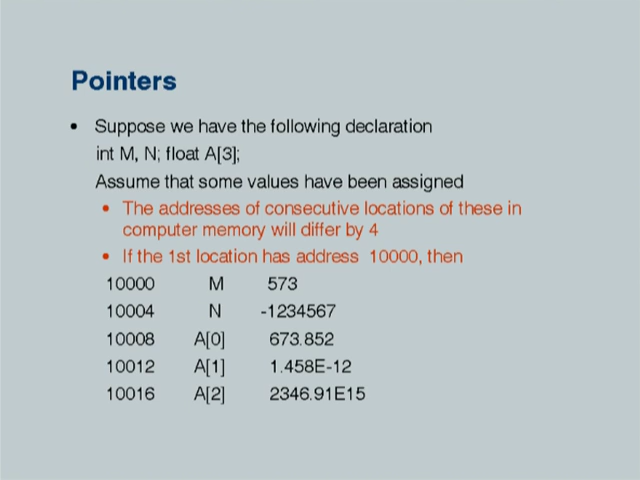 Pointers
• Suppose we have the following declaration
int M, N; float A[3];
Assume that some values have been assigned
• The addresses of consecutive locations of these in
computer memory will differ by 4
• If the 1st location has address 10000, then
10000 M 573
10004 N -1234567
10008 A[0] 673.852
10012 A[1] 1.458E-12
10016 A[2] 2346.91E15